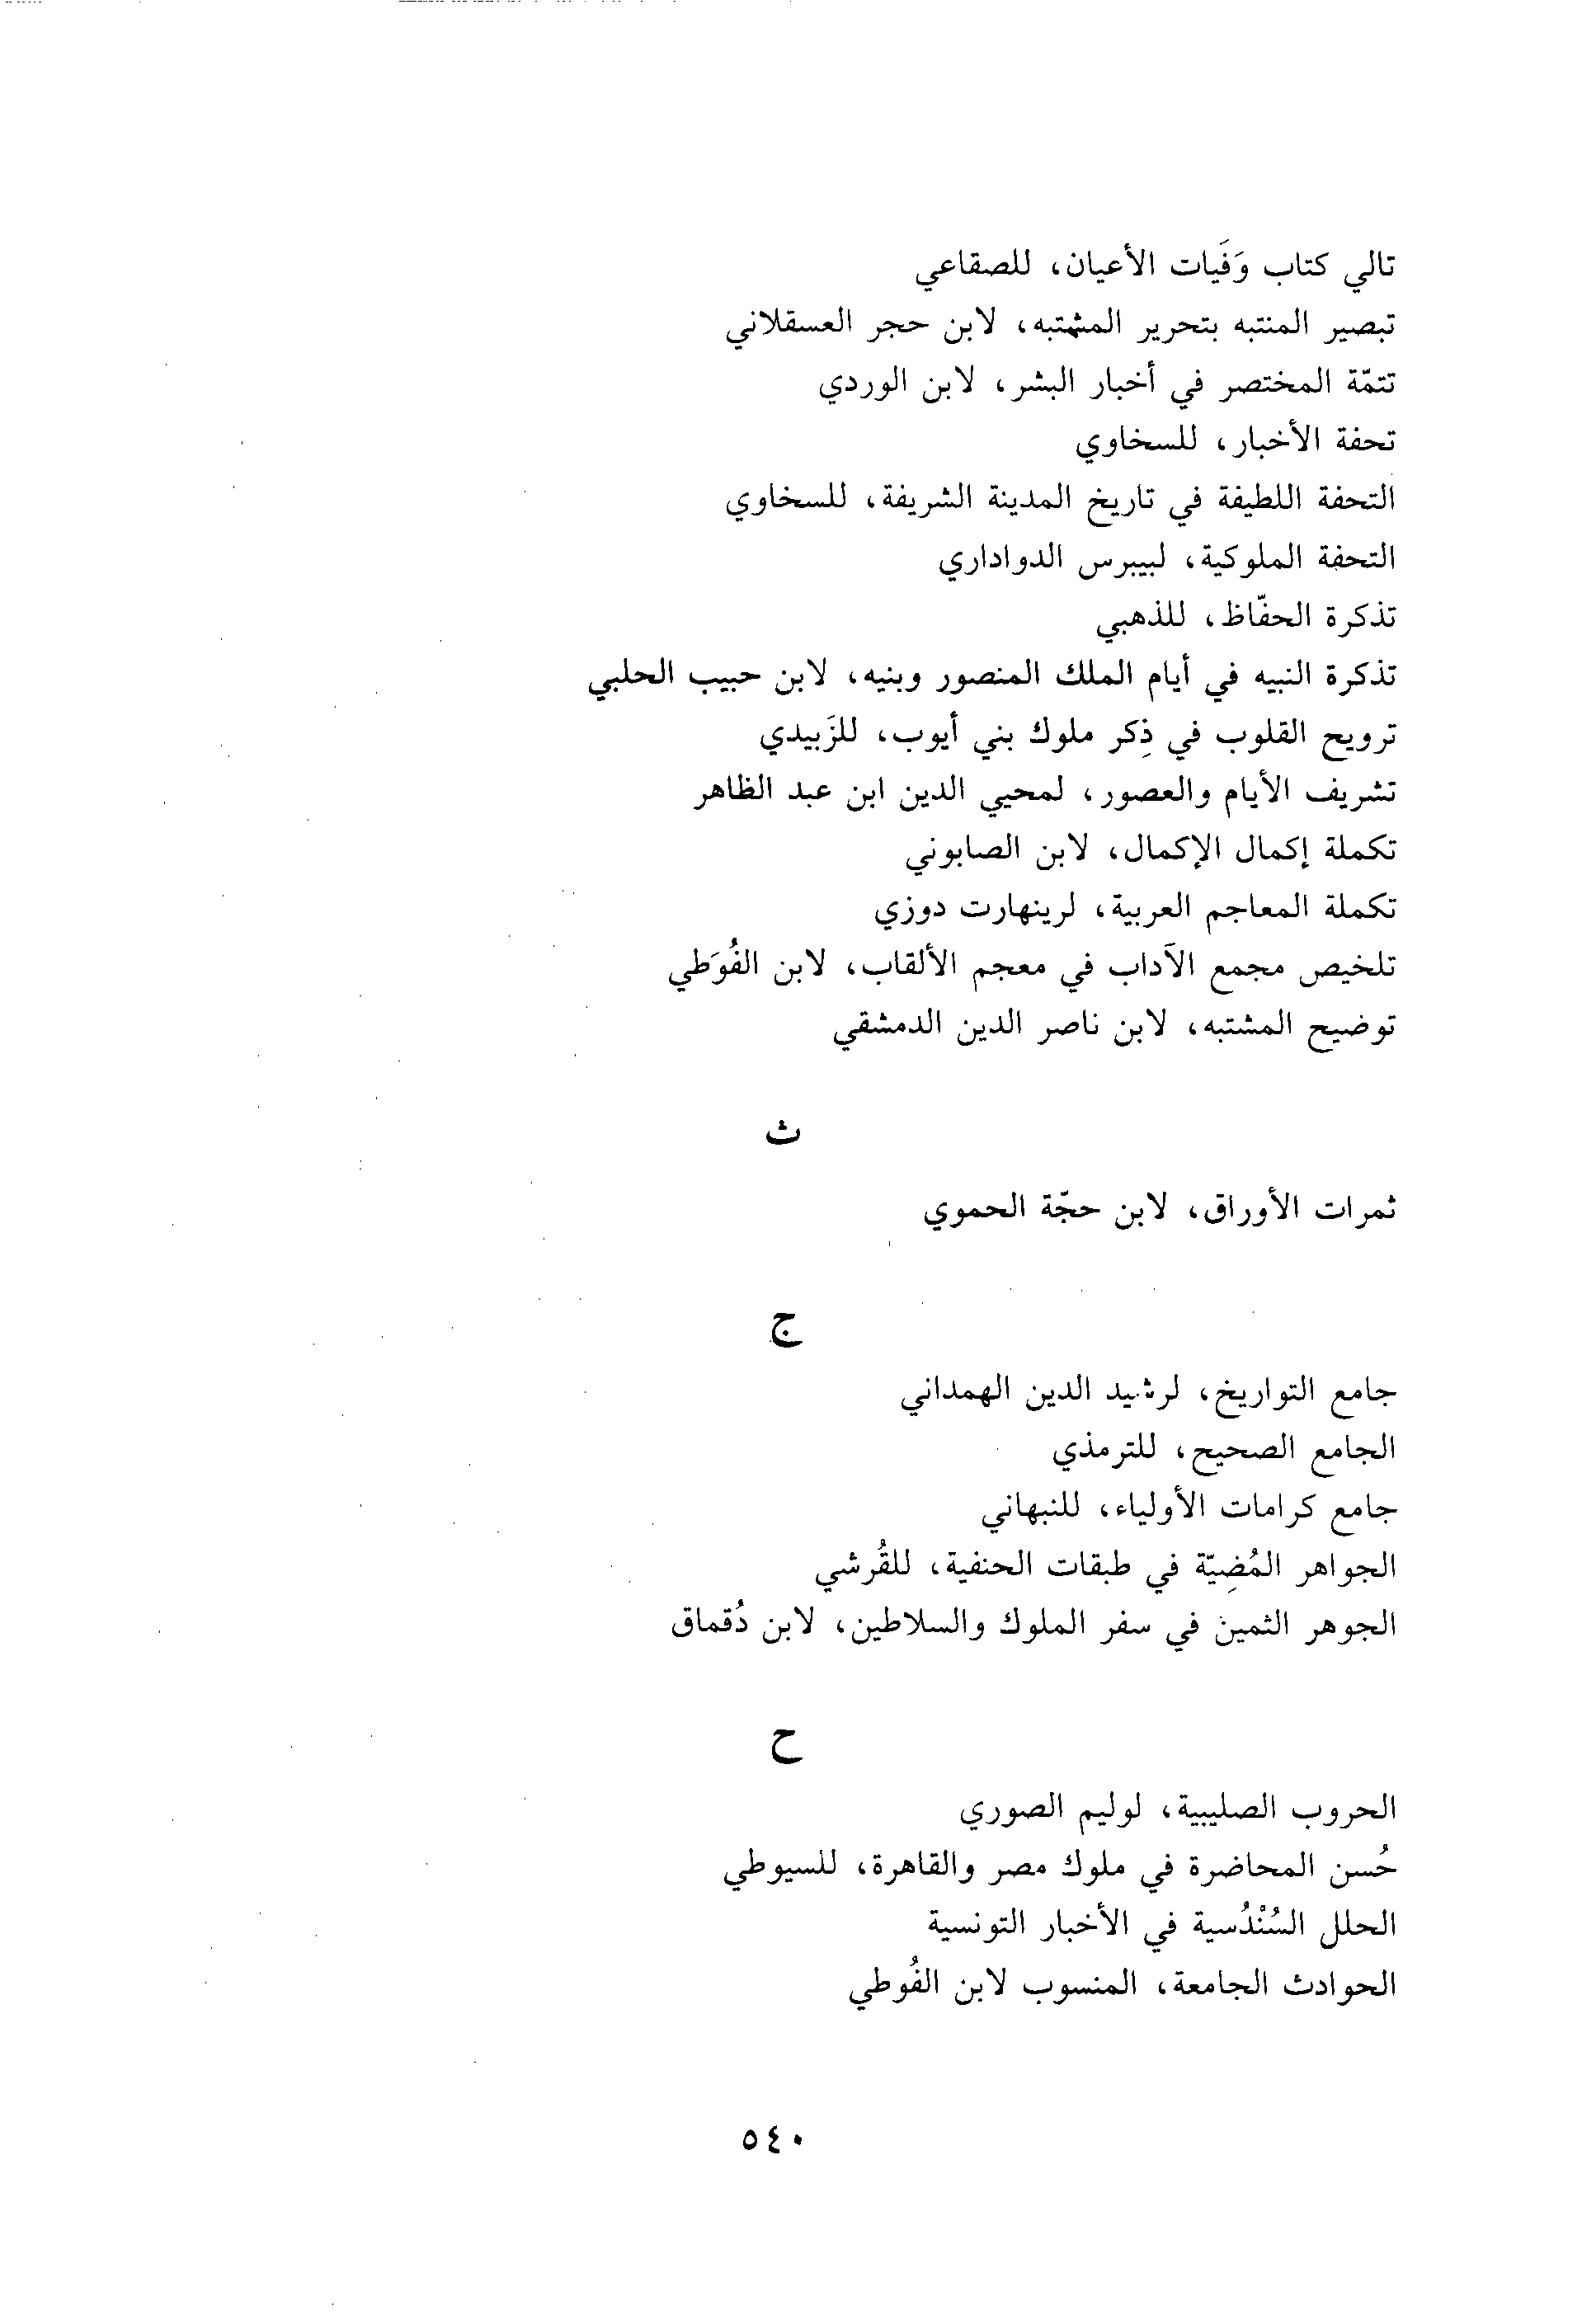 تالي كتاب وَفَيات الأعيان، للصقاعي
تبصير المنتبه بتحرير المشتبه، لابن حجر العسقلاني
تتمّة المختصر في أخبار البشر، لابن الوردي
تحفة الأخبار، للسخاوي
التحفة اللطيفة في تاريخ المدينة الشريفة، للسخاوي
التحفة الملوكية، لبيبرس الدواداري
تذكرة الحفّاظ، للذهبي
تذكرة النبيه في أيام الملك المنصور وبنيه، لابن حبيب الحلبي
ترويح القلوب في ذِكر ملوك بني أيوب، للزَبيدي
تشريف الأيام والعصور، لمحيي الدين ابن عبد الظاهر
تكملة إكمال الإكمال، لابن الصابوني
تكملة المعاجم العربية، لرينهارت دوزي
تلخيص مجمع الآداب في معجم الألقاب، لابن الفُوَطي
توضيح المشتبه، لابن ناصر الدين الدمشقي
ث
ثمرات الأوراق، لابن حجّة الحموي
ج
جامع التواريخ، لرشيد الدين الهمداني
الجامع الصحيح، للترمذي
جامع كرامات الأولياء، للنبهاني
الجواهر المُضِيّة في طبقات الحنفية، للقُرشي
الجوهر الثمين في سفر الملوك والسلاطين، لابن دُقماق
ح
الحروب الصليبية، لوليم الصوري
حُسن المحاضرة في ملوك مصر والقاهرة، للسيوطي
الحلل السُنْدُسية في الأخبار التونسية
الحوادث الجامعة، المنسوب لابن الفُوطي
٥٤٠